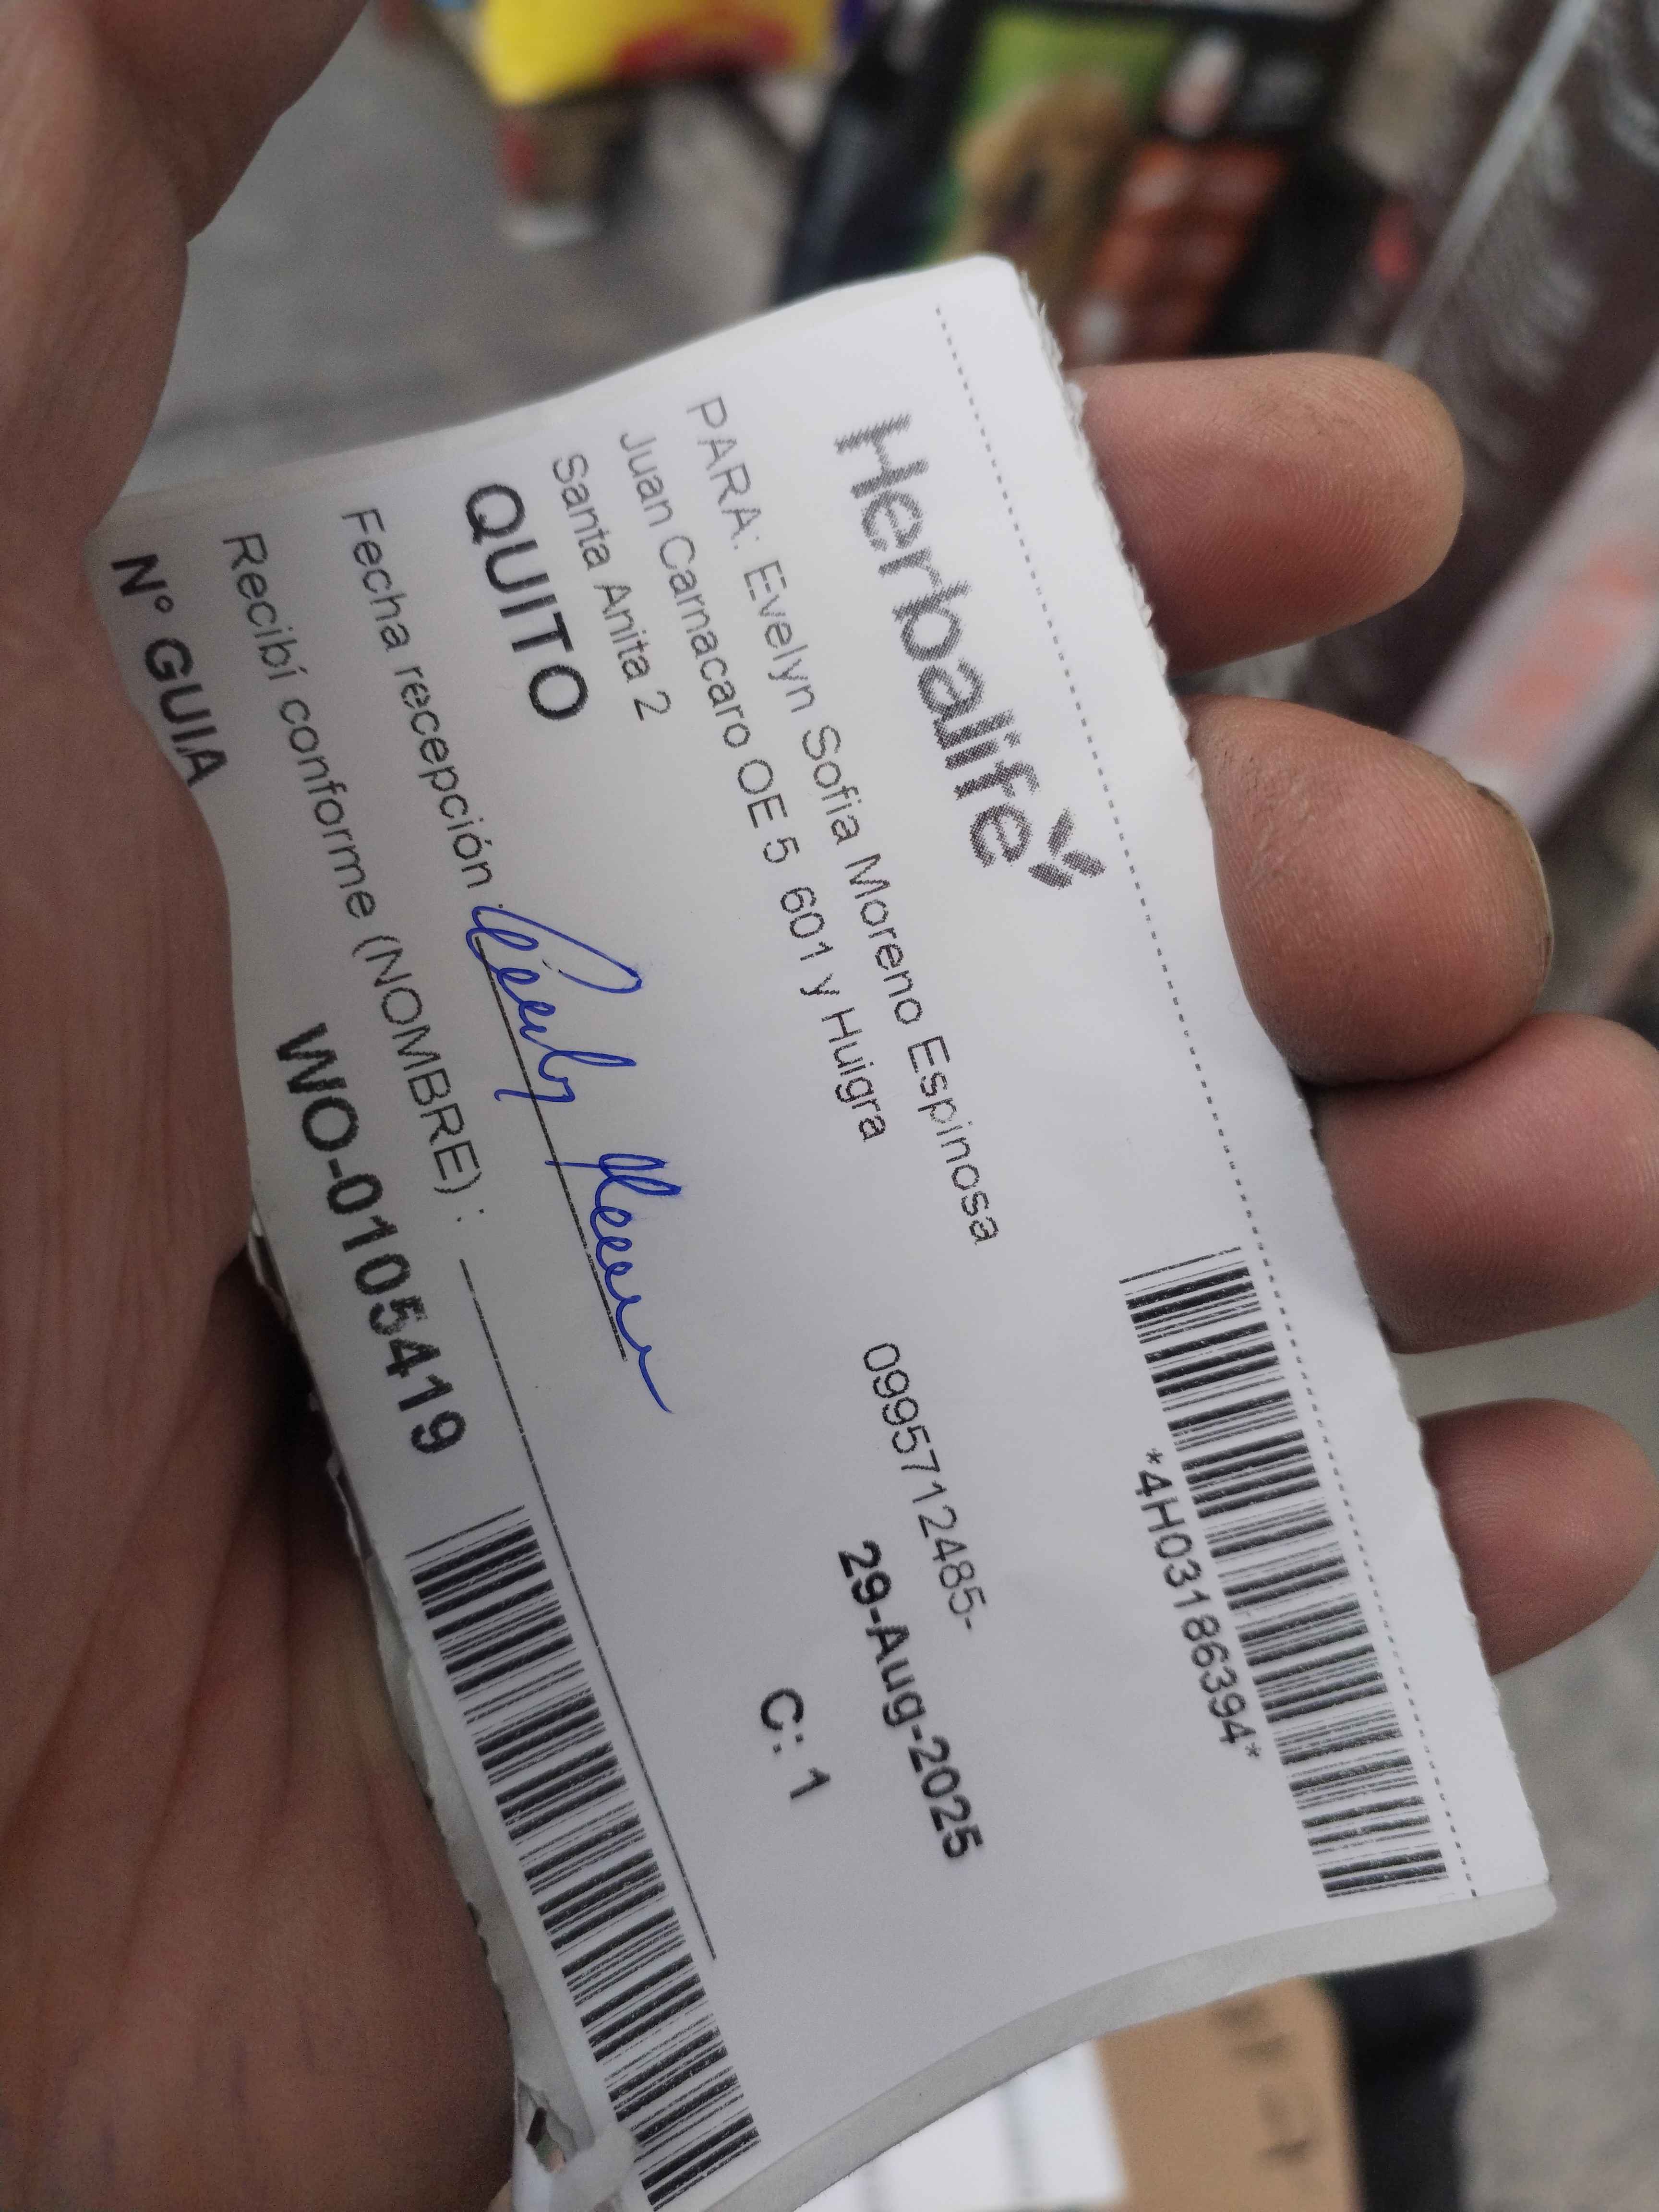 Herbalife
*4H03186394*
PARA: Evelyn Sofia Moreno Espinosa
Juan Camacaro OE 5 601 y Huigra
0995712485-
Santa Anita 2
29-Aug-2025
QUITO
C: 1
Fecha recepción
Recibí conforme (NOMBRE) :
N° GUIA
WO-0105419